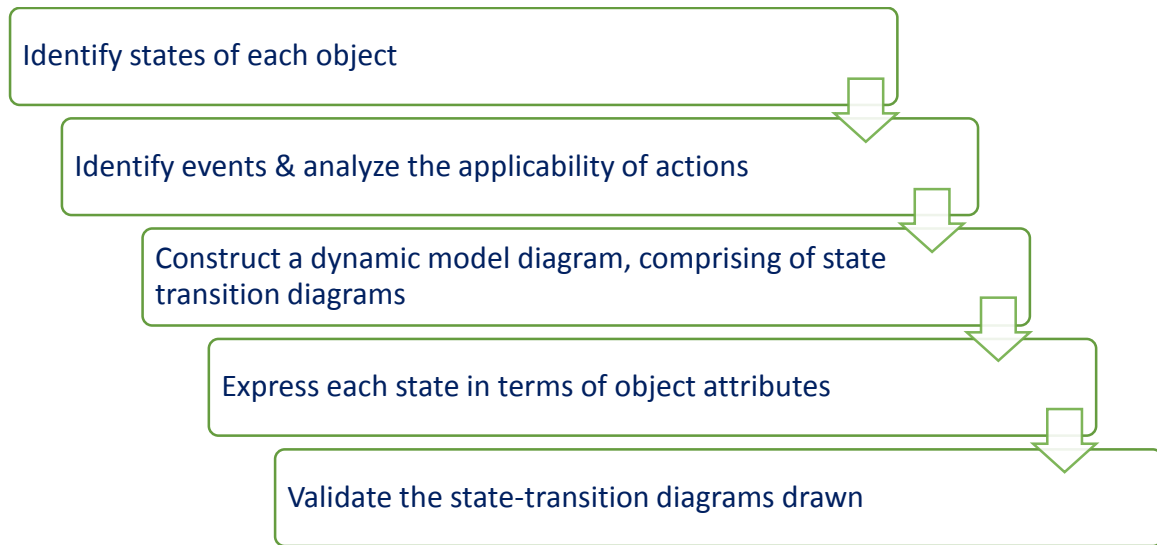 Identify states of each object
Identify events & analyze the applicability of actions
Construct a dynamic model diagram, comprising of state
transition diagrams
Express each state in terms of object attributes
Validate the state-transition diagrams drawn